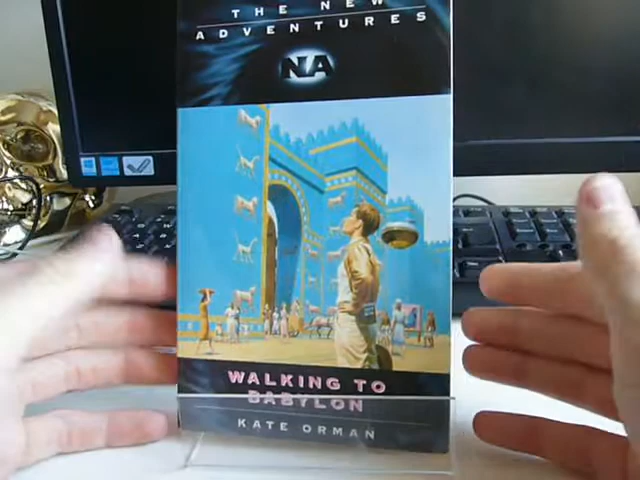 THE NEW
ADVENTURES
NA
WALKING TO
BABYLON
KATE ORMAN